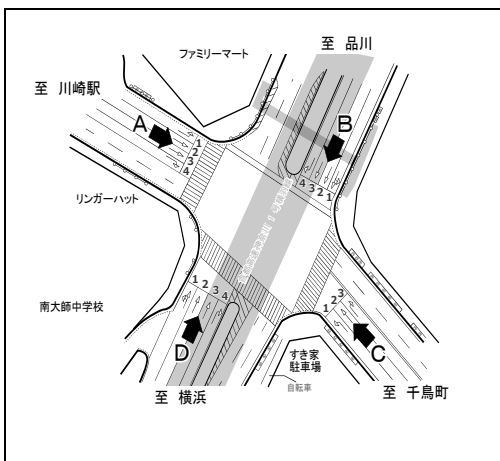 至 品川
ファミリーマート
至 川崎駅
A
B
1
2
3
4
4
3
2
1
リンガーハット
南大師中学校
1
2
3
4
3
2
1
D
C
すき家
駐車場
自転車
至 横浜
至 千鳥町